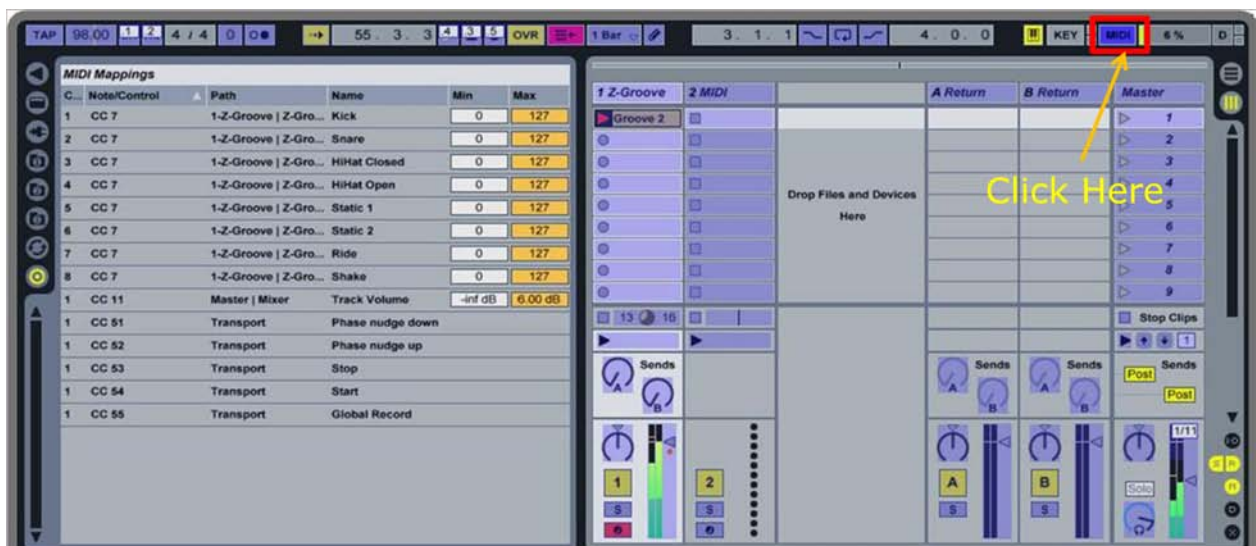 TAP 98.00 1 2 4 / 4 0 55. 3. 3 4 3 5 OVR 1 Bar 3. 1. 1 4. 0. 0 KEY MIDI 6 % D
MIDI Mappings
C... Note/Control Path Name Min Max
1 CC 7 1-Z-Groove | Z-Gro... Kick 0 127
2 CC 7 1-Z-Groove | Z-Gro... Snare 0 127
3 CC 7 1-Z-Groove | Z-Gro... HiHat Closed 0 127
4 CC 7 1-Z-Groove | Z-Gro... HiHat Open 0 127
5 CC 7 1-Z-Groove | Z-Gro... Static 1 0 127
6 CC 7 1-Z-Groove | Z-Gro... Static 2 0 127
7 CC 7 1-Z-Groove | Z-Gro... Ride 0 127
8 CC 7 1-Z-Groove | Z-Gro... Shake 0 127
1 CC 11 Master | Mixer Track Volume -inf dB 6.00 dB
1 CC 51 Transport Phase nudge down
1 CC 52 Transport Phase nudge up
1 CC 53 Transport Stop
1 CC 54 Transport Start
1 CC 55 Transport Global Record
1 Z-Groove 2 MIDI A Return B Return Master
Groove 2 1
2
3
4
5
6
7
8
9
Drop Files and Devices
Here
Click Here
13 16 Stop Clips
1
Sends Sends Sends Sends
A B A B A B Post
Post
1/11
1 2 A B Solo
S S S S